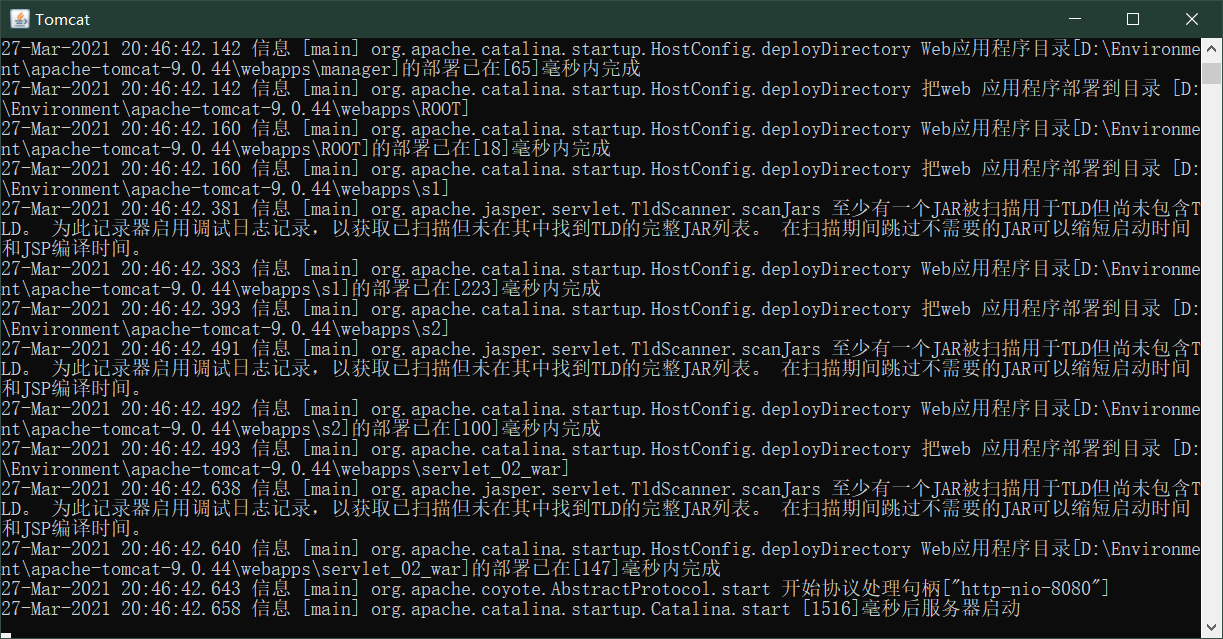 Tomcat
27-Mar-2021 20:46:42.142 信息 [main] org.apache.catalina.startup.HostConfig.deployDirectory Web应用程序目录[D:\Environme
nt\apache-tomcat-9.0.44\webapps\manager]的部署已在[65]毫秒内完成
27-Mar-2021 20:46:42.142 信息 [main] org.apache.catalina.startup.HostConfig.deployDirectory 把web 应用程序部署到目录 [D:
\Environment\apache-tomcat-9.0.44\webapps\ROOT]
27-Mar-2021 20:46:42.160 信息 [main] org.apache.catalina.startup.HostConfig.deployDirectory Web应用程序目录[D:\Environme
nt\apache-tomcat-9.0.44\webapps\ROOT]的部署已在[18]毫秒内完成
27-Mar-2021 20:46:42.160 信息 [main] org.apache.catalina.startup.HostConfig.deployDirectory 把web 应用程序部署到目录 [D:
\Environment\apache-tomcat-9.0.44\webapps\s1]
27-Mar-2021 20:46:42.381 信息 [main] org.apache.jasper.servlet.TldScanner.scanJars 至少有一个JAR被扫描用于TLD但尚未包含T
LD。 为此记录器启用调试日志记录，以获取已扫描但未在其中找到TLD的完整JAR列表。 在扫描期间跳过不需要的JAR可以缩短启动时间
和JSP编译时间。
27-Mar-2021 20:46:42.383 信息 [main] org.apache.catalina.startup.HostConfig.deployDirectory Web应用程序目录[D:\Environme
nt\apache-tomcat-9.0.44\webapps\s1]的部署已在[223]毫秒内完成
27-Mar-2021 20:46:42.393 信息 [main] org.apache.catalina.startup.HostConfig.deployDirectory 把web 应用程序部署到目录 [D:
\Environment\apache-tomcat-9.0.44\webapps\s2]
27-Mar-2021 20:46:42.491 信息 [main] org.apache.jasper.servlet.TldScanner.scanJars 至少有一个JAR被扫描用于TLD但尚未包含T
LD。 为此记录器启用调试日志记录，以获取已扫描但未在其中找到TLD的完整JAR列表。 在扫描期间跳过不需要的JAR可以缩短启动时间
和JSP编译时间。
27-Mar-2021 20:46:42.492 信息 [main] org.apache.catalina.startup.HostConfig.deployDirectory Web应用程序目录[D:\Environme
nt\apache-tomcat-9.0.44\webapps\s2]的部署已在[100]毫秒内完成
27-Mar-2021 20:46:42.493 信息 [main] org.apache.catalina.startup.HostConfig.deployDirectory 把web 应用程序部署到目录 [D:
\Environment\apache-tomcat-9.0.44\webapps\servlet_02_war]
27-Mar-2021 20:46:42.638 信息 [main] org.apache.jasper.servlet.TldScanner.scanJars 至少有一个JAR被扫描用于TLD但尚未包含T
LD。 为此记录器启用调试日志记录，以获取已扫描但未在其中找到TLD的完整JAR列表。 在扫描期间跳过不需要的JAR可以缩短启动时间
和JSP编译时间。
27-Mar-2021 20:46:42.640 信息 [main] org.apache.catalina.startup.HostConfig.deployDirectory Web应用程序目录[D:\Environme
nt\apache-tomcat-9.0.44\webapps\servlet_02_war]的部署已在[147]毫秒内完成
27-Mar-2021 20:46:42.643 信息 [main] org.apache.coyote.AbstractProtocol.start 开始协议处理句柄["http-nio-8080"]
27-Mar-2021 20:46:42.658 信息 [main] org.apache.catalina.startup.Catalina.start [1516]毫秒后服务器启动